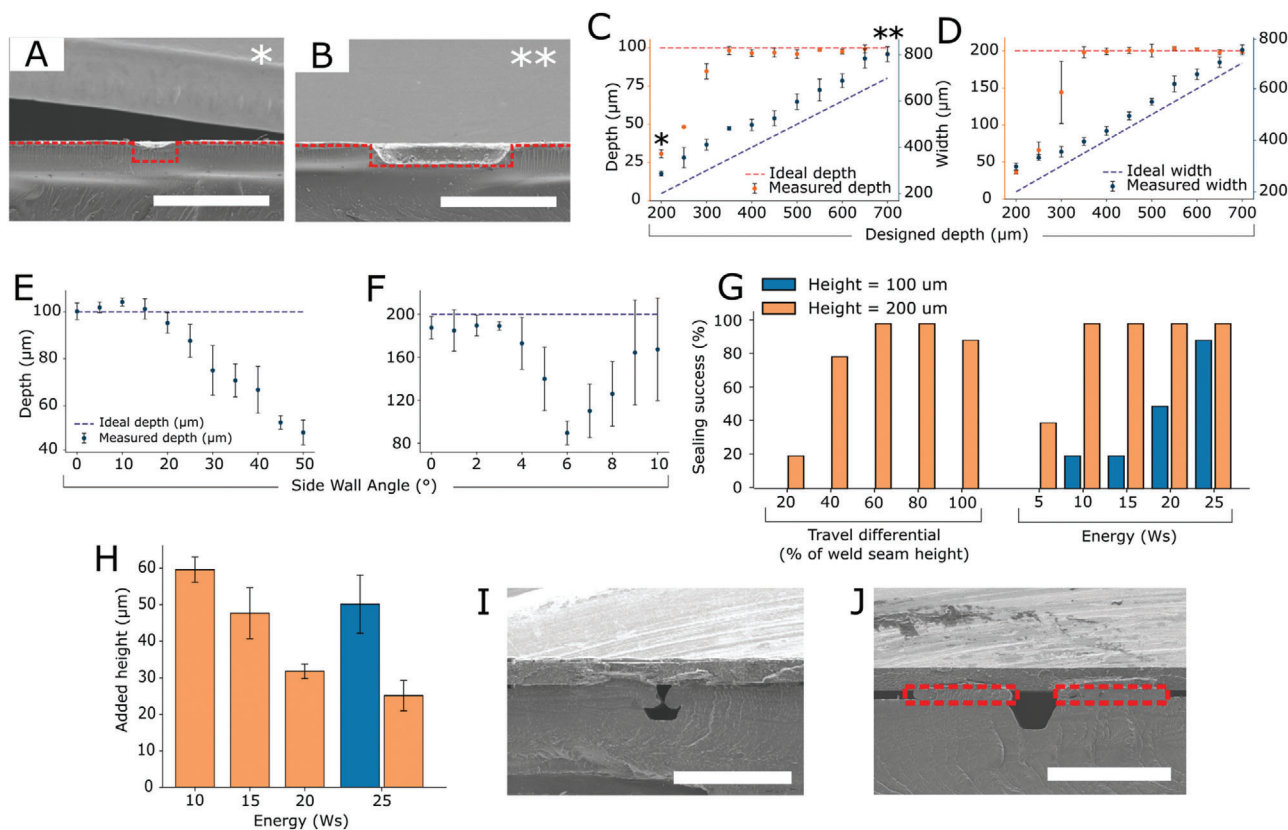 A
*
B
**
C
**
100
75
50
25
0
Depth (µm)
*
Ideal depth
Measured depth
800
600
400
200
Width (µm)
200 300 400 500 600 700
D
200
150
100
50
0
Ideal width
Measured width
800
600
400
200
200 300 400 500 600 700
Designed depth (µm)
E
100
80
60
40
Depth (µm)
Ideal depth (µm)
Measured depth (µm)
0 10 20 30 40 50
F
200
160
120
80
0 2 4 6 8 10
Side Wall Angle (°)
G
Height = 100 um
Height = 200 um
100
80
60
40
20
0
Sealing success (%)
20 40 60 80 100
Travel differential
(% of weld seam height)
5 10 15 20 25
Energy (Ws)
H
60
50
40
30
20
10
0
Added height (µm)
10 15 20 25
Energy (Ws)
I
J